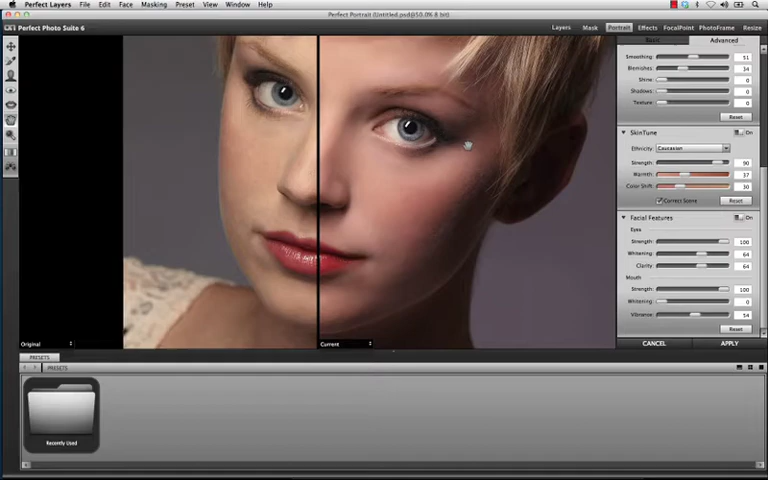 Perfect Layers File Edit Face Masking Preset View Window Help
Perfect Portrait (Untitled.psd@50.0% 8 bit)
Perfect Photo Suite 6
Layers Mask Portrait Effects FocalPoint PhotoFrame Resize
Basic Advanced
Smoothing: 51
Blemishes: 34
Shine: 0
Shadows: 0
Texture: 0
Reset
SkinTune On
Ethnicity: Caucasian
Strength: 90
Warmth: 37
Color Shift: 30
Correct Scene Reset
Facial Features On
Eyes
Strength: 100
Whitening: 64
Clarity: 64
Mouth
Strength: 100
Whitening: 0
Vibrance: 54
Reset
Original Current CANCEL APPLY
PRESETS
PRESETS
Recently Used